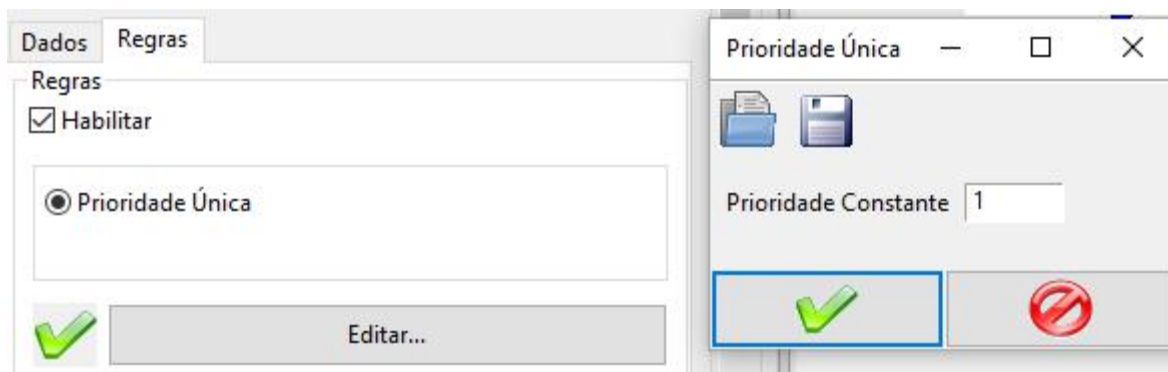 Dados Regras
Regras
Habilitar
Prioridade Única
Editar...
Prioridade Única
Prioridade Constante 1